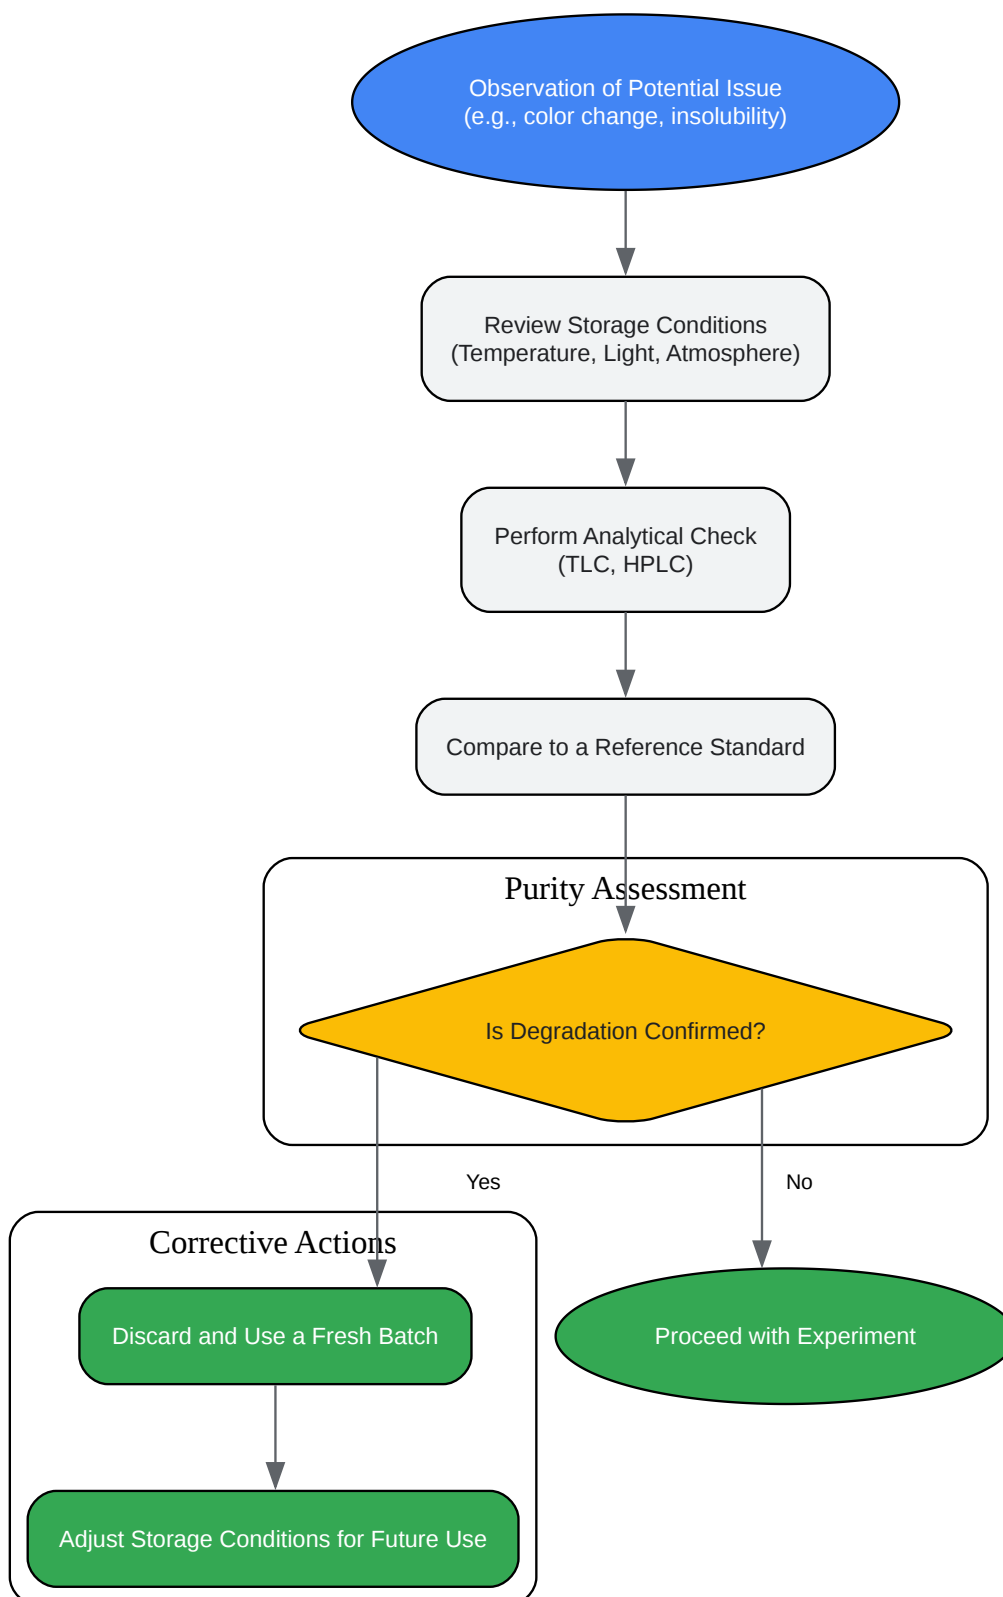 Observation of Potential Issue
(e.g., color change, insolubility)
Review Storage Conditions
(Temperature, Light, Atmosphere)
Perform Analytical Check
(TLC, HPLC)
Compare to a Reference Standard
Purity Assessment
Is Degradation Confirmed?
Yes
No
Corrective Actions
Discard and Use a Fresh Batch
Proceed with Experiment
Adjust Storage Conditions for Future Use